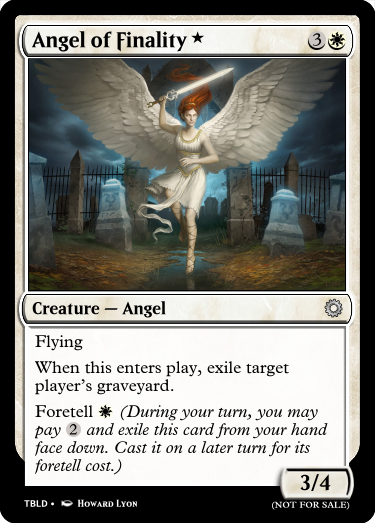 Angel of Finality ★ 3
Creature — Angel
Flying
When this enters play, exile target
player's graveyard.
Foretell (During your turn, you may
pay 2 and exile this card from your hand
face down. Cast it on a later turn for its
foretell cost.)
3/4
TBLD • Howard Lyon (NOT FOR SALE)